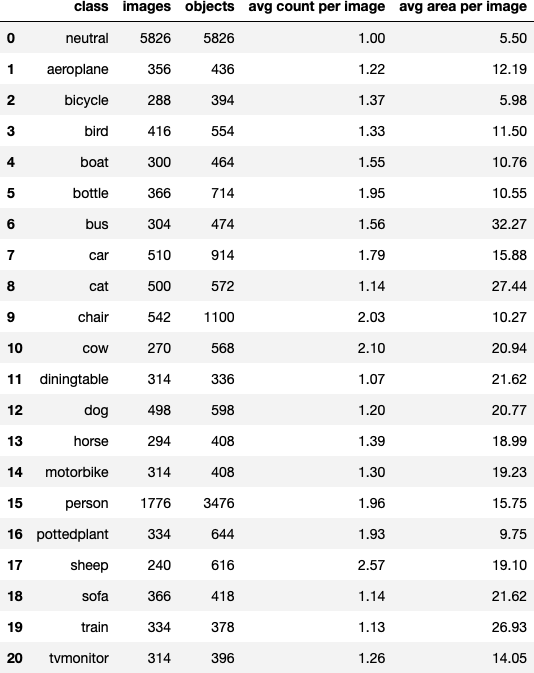 class images objects avg count per image avg area per image
0 neutral 5826 5826 1.00 5.50
1 aeroplane 356 436 1.22 12.19
2 bicycle 288 394 1.37 5.98
3 bird 416 554 1.33 11.50
4 boat 300 464 1.55 10.76
5 bottle 366 714 1.95 10.55
6 bus 304 474 1.56 32.27
7 car 510 914 1.79 15.88
8 cat 500 572 1.14 27.44
9 chair 542 1100 2.03 10.27
10 cow 270 568 2.10 20.94
11 diningtable 314 336 1.07 21.62
12 dog 498 598 1.20 20.77
13 horse 294 408 1.39 18.99
14 motorbike 314 408 1.30 19.23
15 person 1776 3476 1.96 15.75
16 pottedplant 334 644 1.93 9.75
17 sheep 240 616 2.57 19.10
18 sofa 366 418 1.14 21.62
19 train 334 378 1.13 26.93
20 tvmonitor 314 396 1.26 14.05